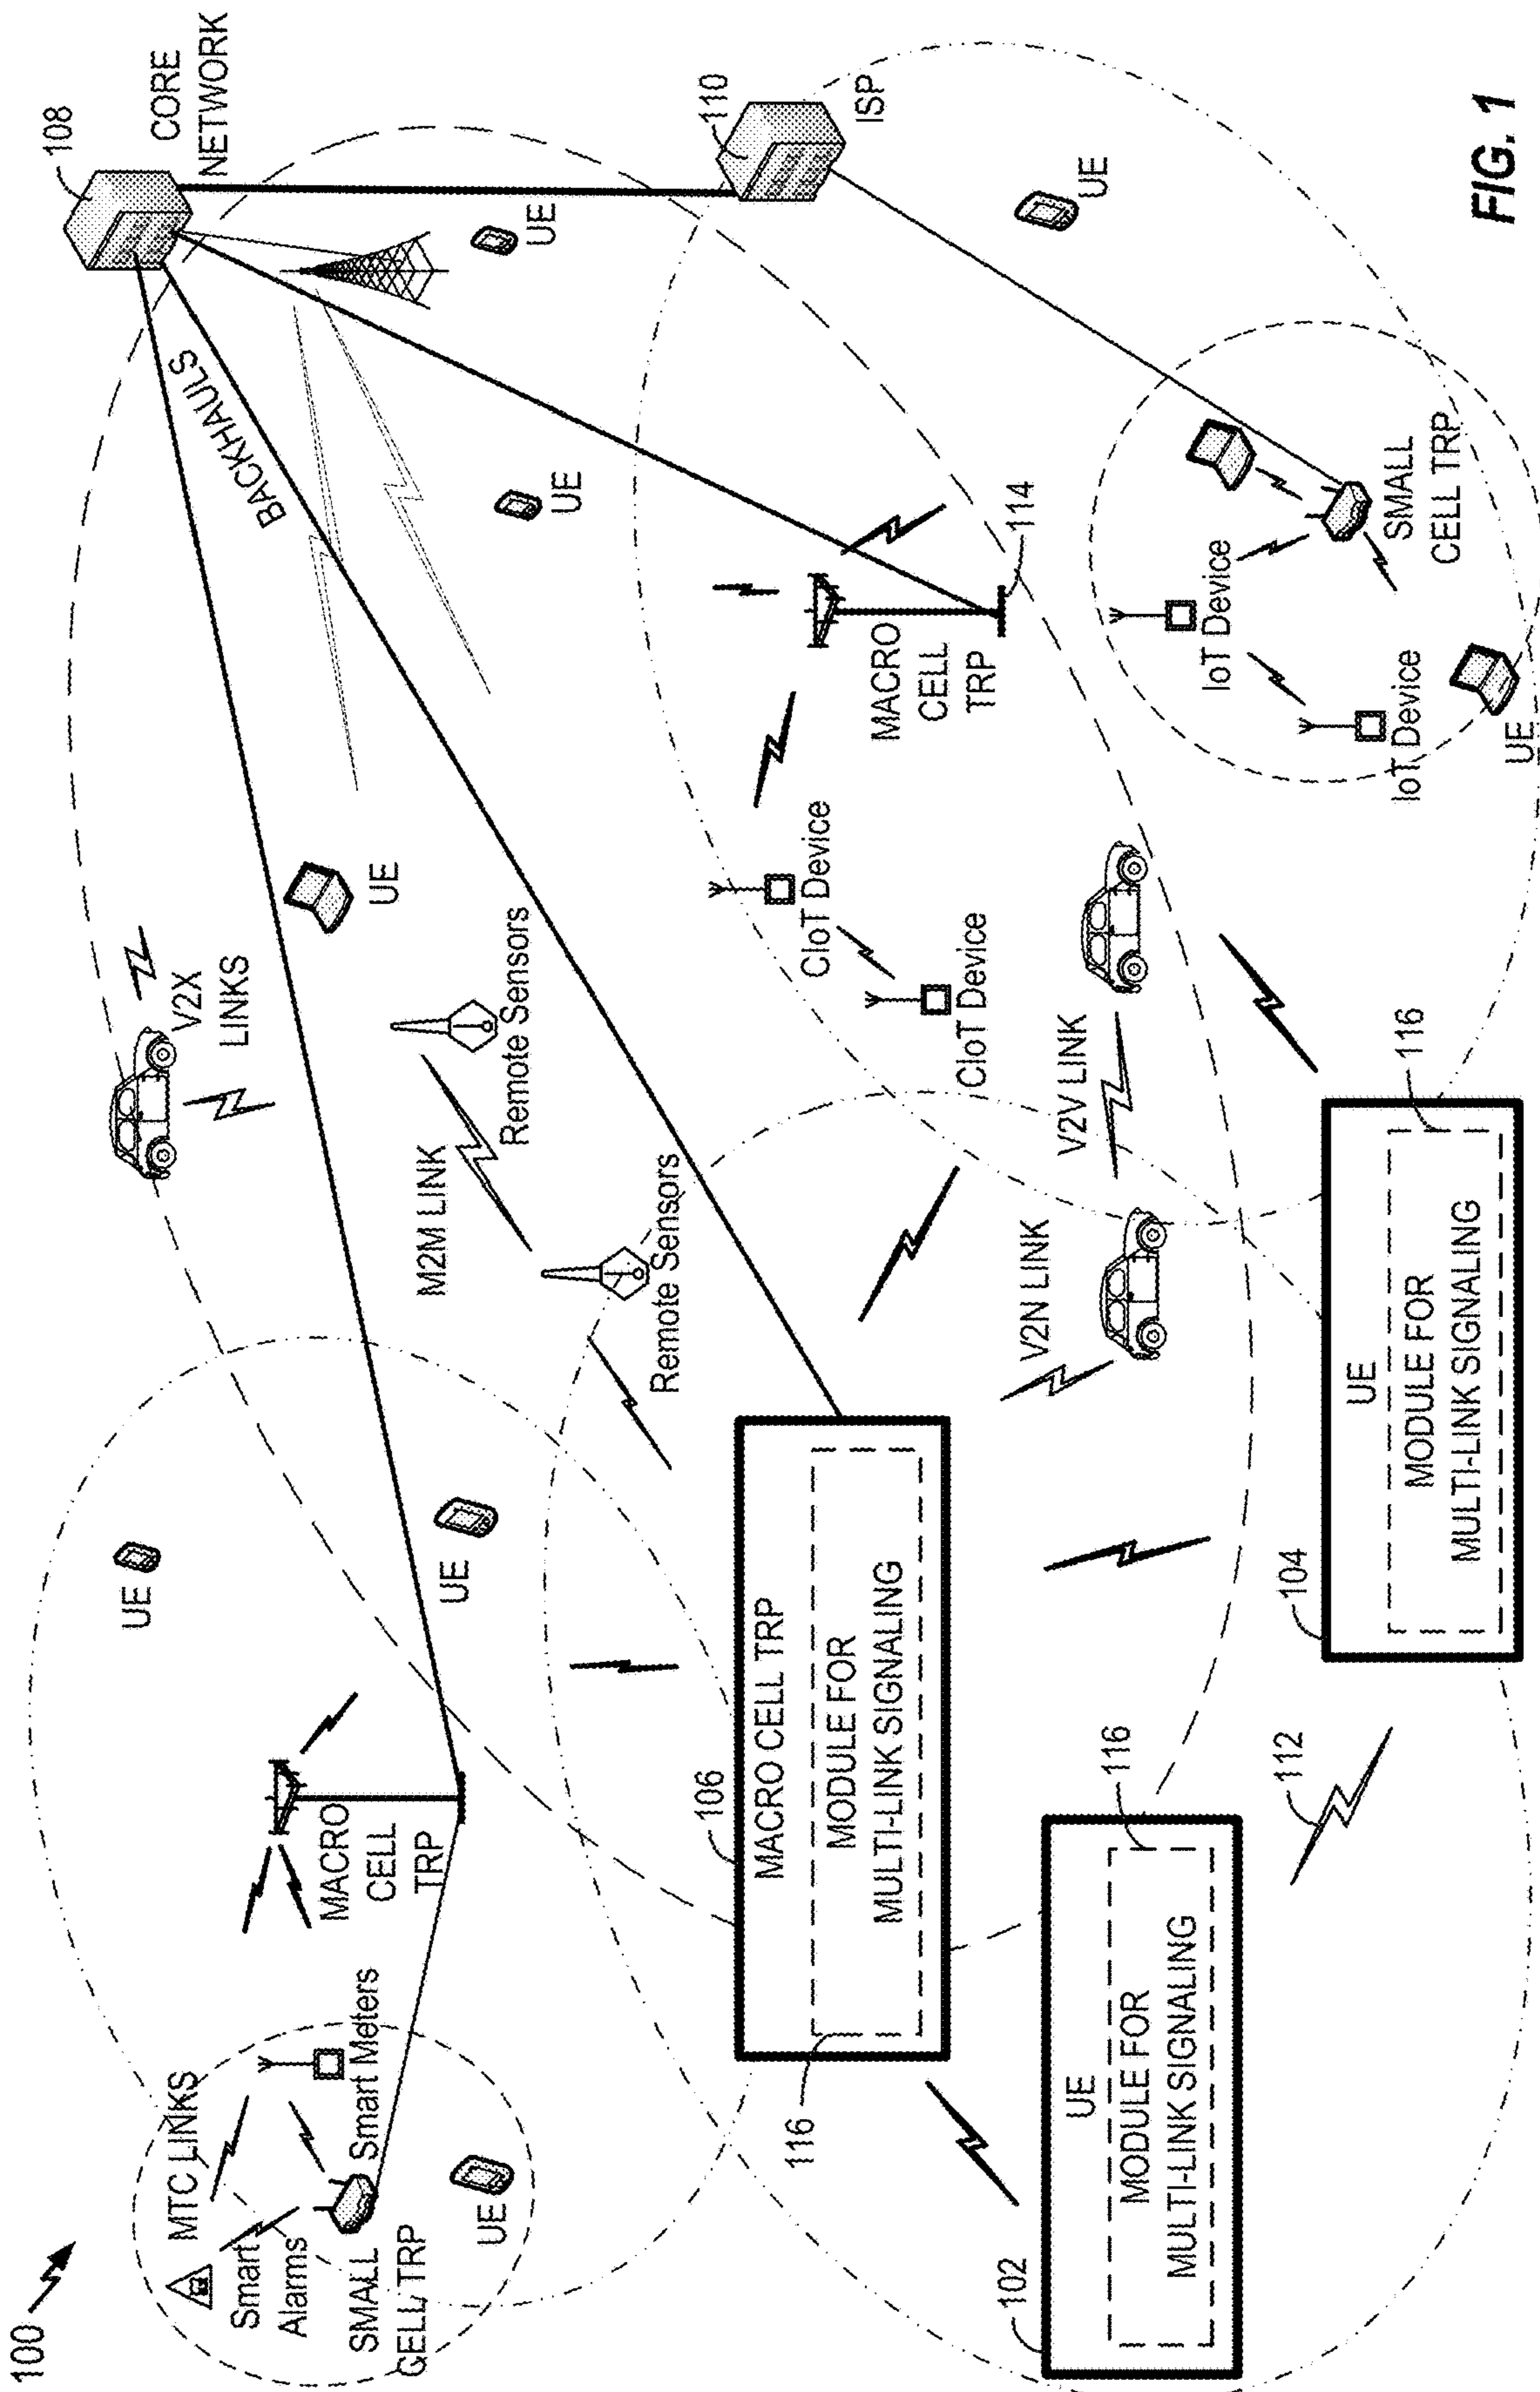 100
MTC LINKS
Smart
Alarms
SMALL
CELL TRP
Smart Meters
UE
MACRO
CELL
TRP
UE
UE
V2X
LINKS
UE
BACKHAULS
108
CORE
NETWORK
M2M LINK
Remote Sensors
Remote Sensors
UE
UE
110
ISP
106
MACRO CELL TRP
MODULE FOR
MULTI-LINK SIGNALING
116
CIoT Device
CIoT Device
MACRO
CELL
TRP
114
UE
V2N LINK
V2V LINK
102
UE
MODULE FOR
MULTI-LINK SIGNALING
116
112
104
UE
MODULE FOR
MULTI-LINK SIGNALING
116
IoT Device
IoT Device
SMALL
CELL TRP
UE
FIG. 1